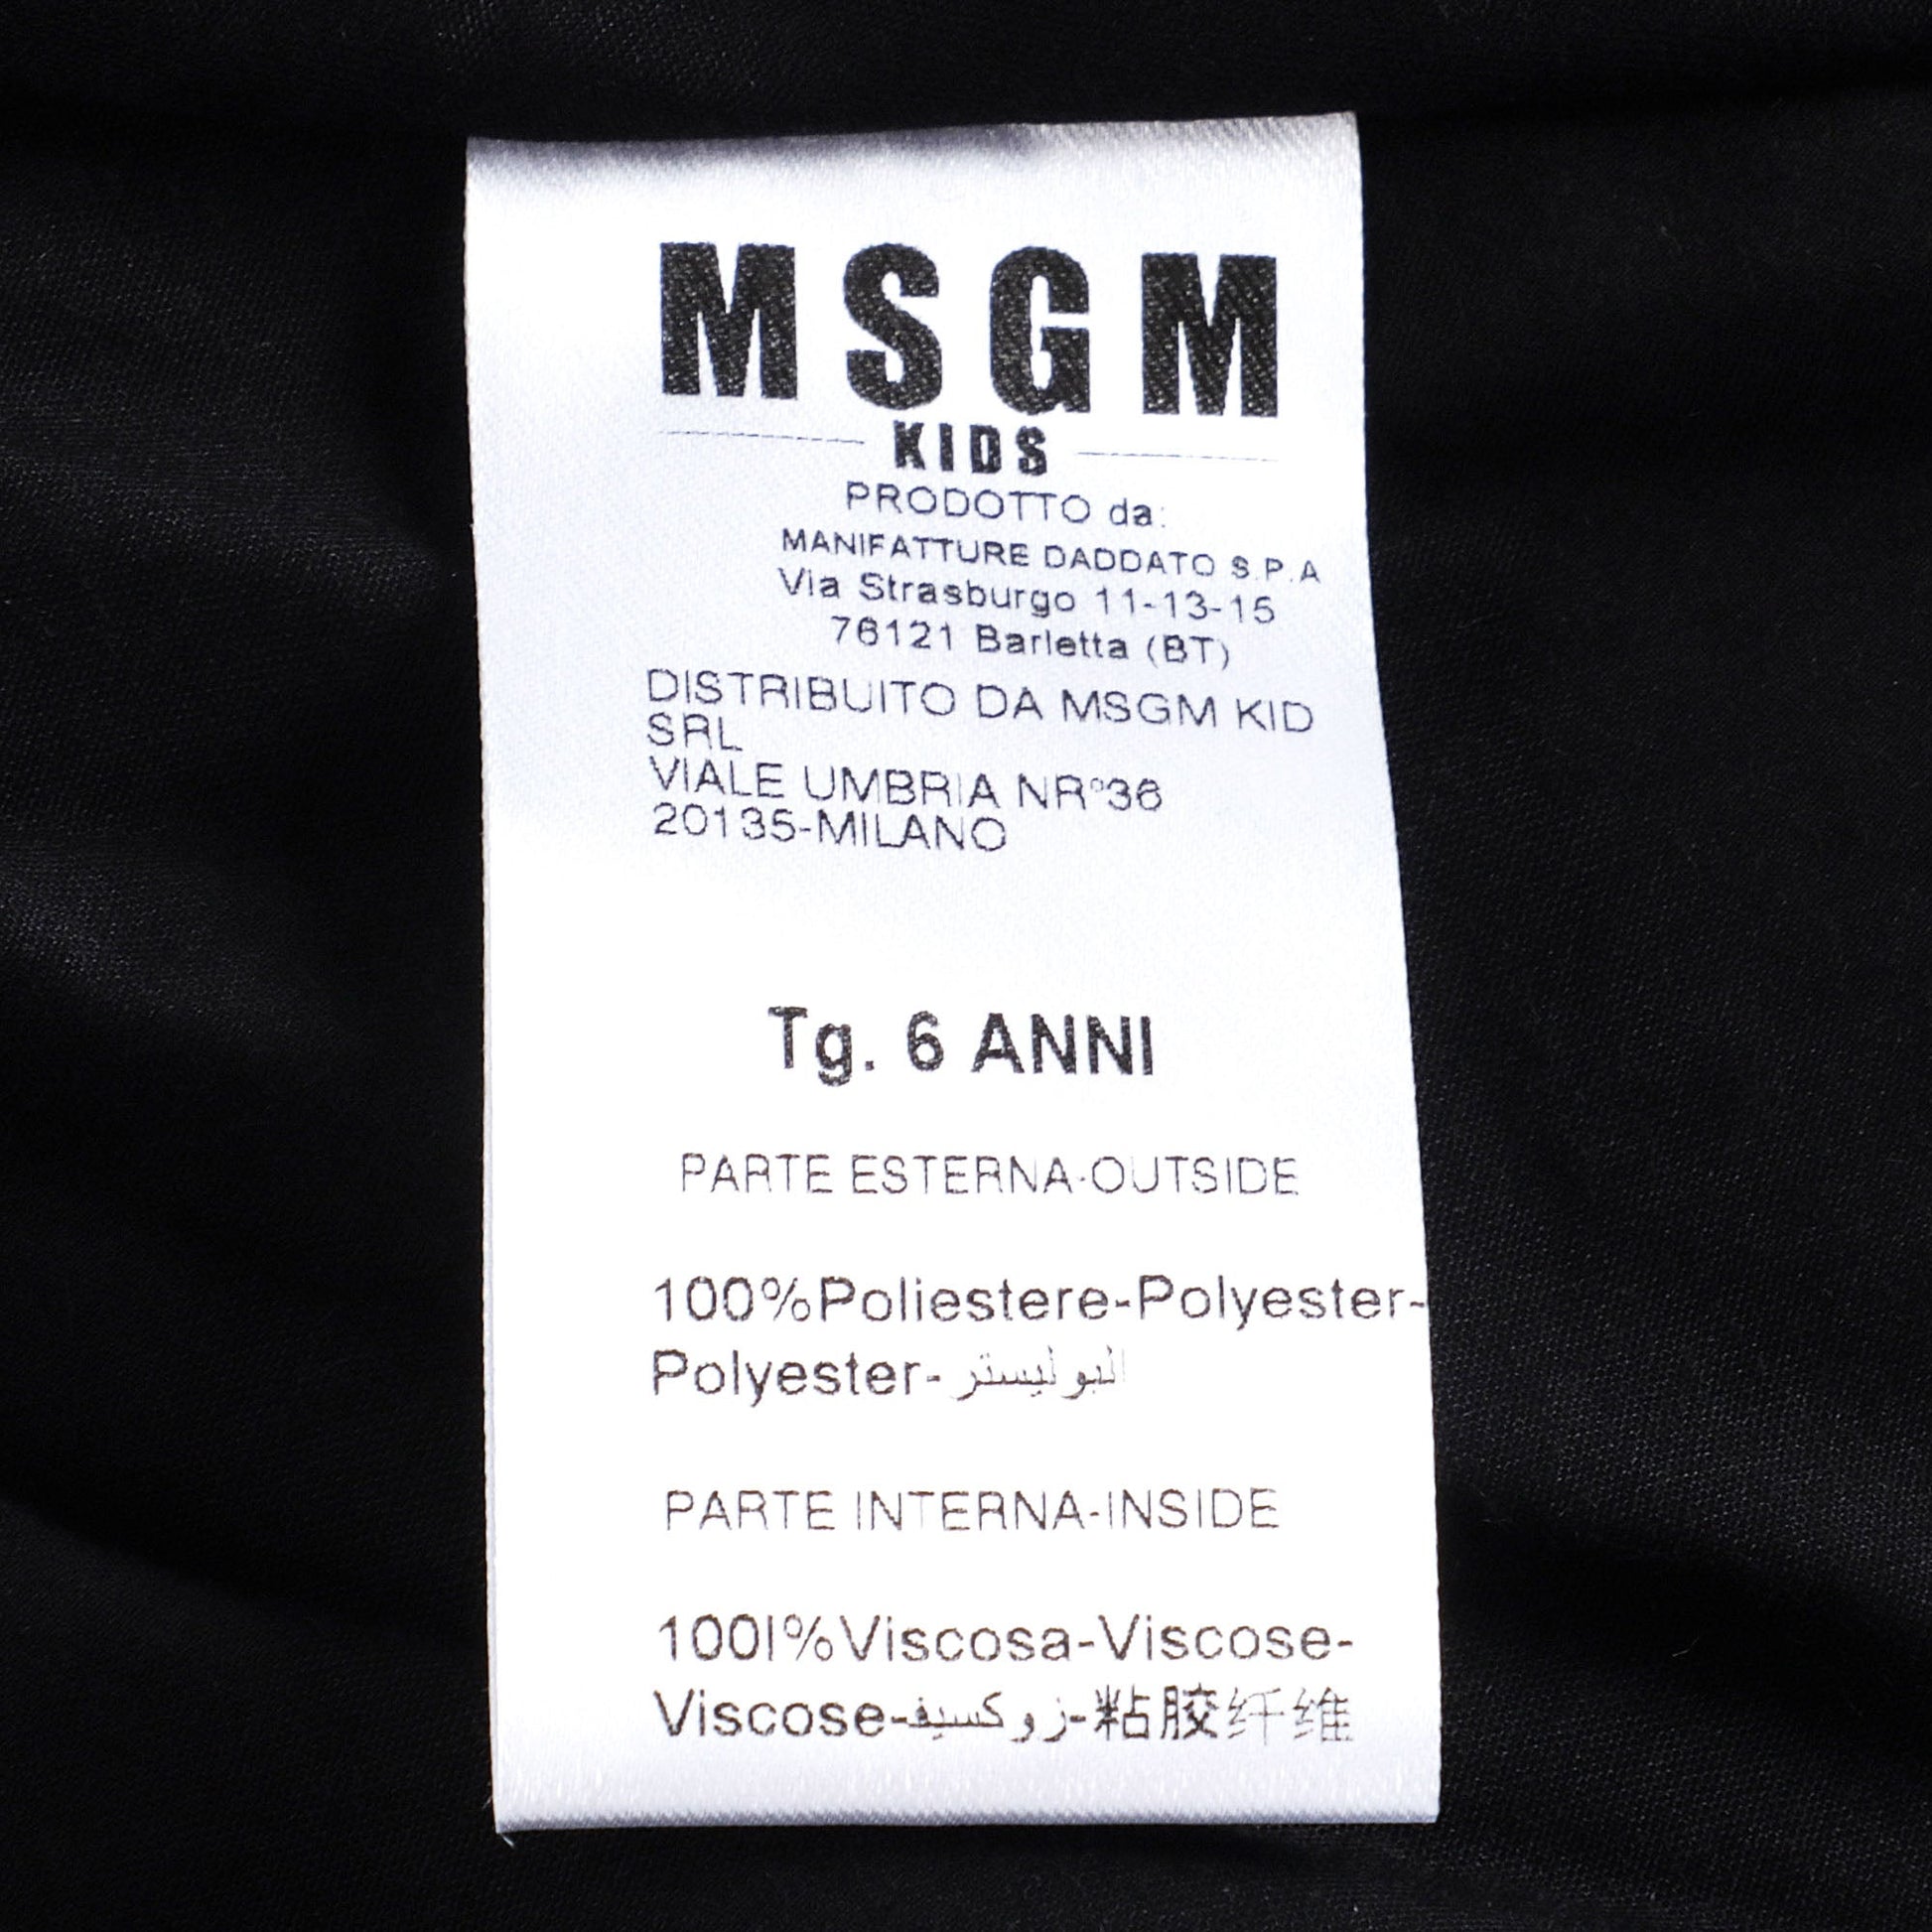 MSGM
KIDS
PRODOTTO da:
MANIFATTURE DADDATO S.P.A
Via Strasburgo 11-13-15
76121 Barletta (BT)
DISTRIBUITO DA MSGM KID
SRL
VIALE UMBRIA NR°36
20135-MILANO
Tg. 6 ANNI
PARTE ESTERNA-OUTSIDE
100%Poliestere-Polyester-
Polyester- البوليستر
PARTE INTERNA-INSIDE
100I%Viscosa-Viscose-
Viscose-زوكسيف-粘胶纤维